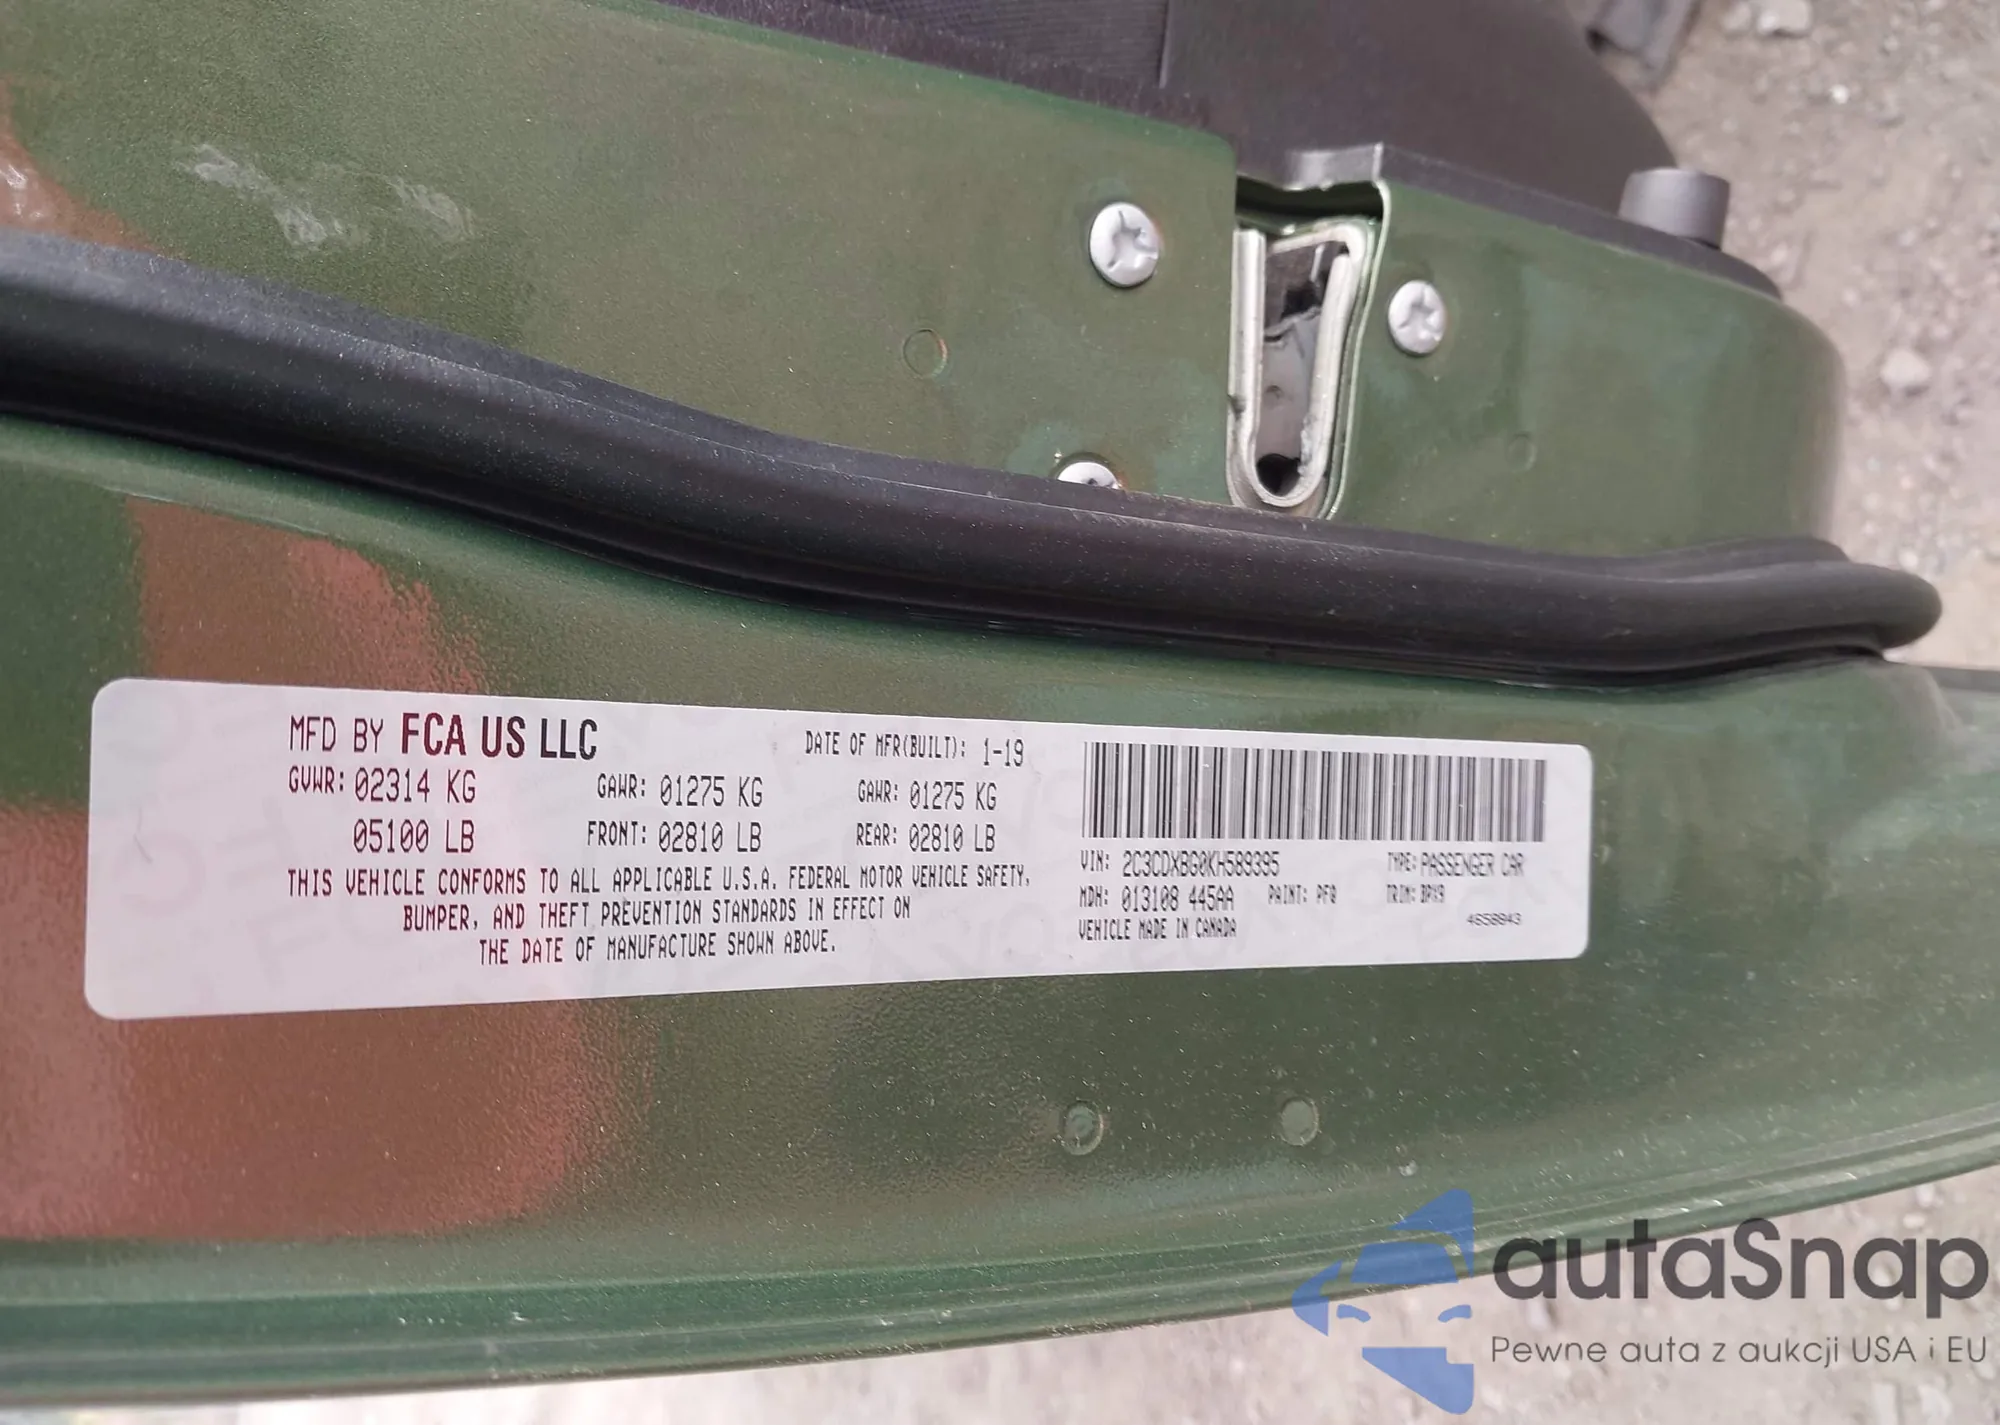 MFD BY FCA US LLC
DATE OF MFR(BUILT): 1-19
GVWR: 02314 KG GAWR: 01275 KG GAWR: 01275 KG
05100 LB FRONT: 02810 LB REAR: 02810 LB
THIS VEHICLE CONFORMS TO ALL APPLICABLE U.S.A. FEDERAL MOTOR VEHICLE SAFETY,
BUMPER, AND THEFT PREVENTION STANDARDS IN EFFECT ON
THE DATE OF MANUFACTURE SHOWN ABOVE.
VIN: 2C3CDXBG0KH589395 TYPE: PASSENGER CAR
MDH: 013108 445AA PAINT: PF0 TRIM: BPX9
VEHICLE MADE IN CANADA
4658843
autaSnap
Pewne auta z aukcji USA i EU